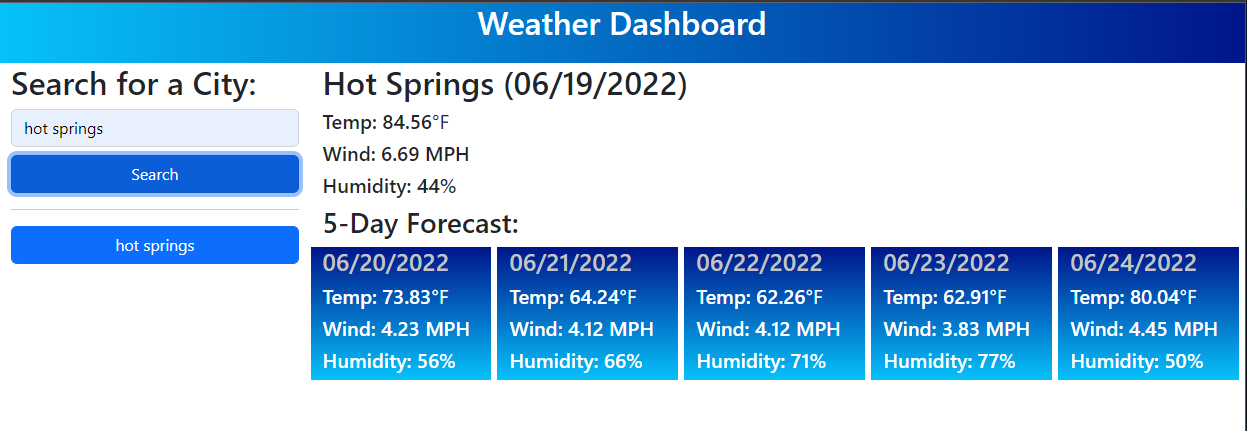 Weather Dashboard
Search for a City:
hot springs
Search
hot springs
Hot Springs (06/19/2022)
Temp: 84.56°F
Wind: 6.69 MPH
Humidity: 44%
5-Day Forecast:
06/20/2022
Temp: 73.83°F
Wind: 4.23 MPH
Humidity: 56%
06/21/2022
Temp: 64.24°F
Wind: 4.12 MPH
Humidity: 66%
06/22/2022
Temp: 62.26°F
Wind: 4.12 MPH
Humidity: 71%
06/23/2022
Temp: 62.91°F
Wind: 3.83 MPH
Humidity: 77%
06/24/2022
Temp: 80.04°F
Wind: 4.45 MPH
Humidity: 50%